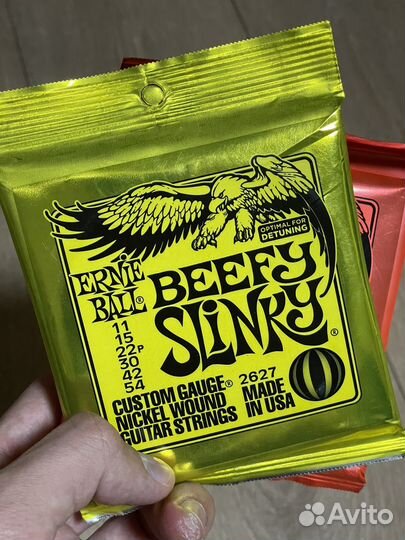 OPTIMAL FOR
DETUNING
ERNIE
BALL®
BEEFY
SLINKY®
11
15
22P
30
42
54
CUSTOM GAUGE®
NICKEL WOUND
GUITAR STRINGS
2627
MADE
IN USA
Avito